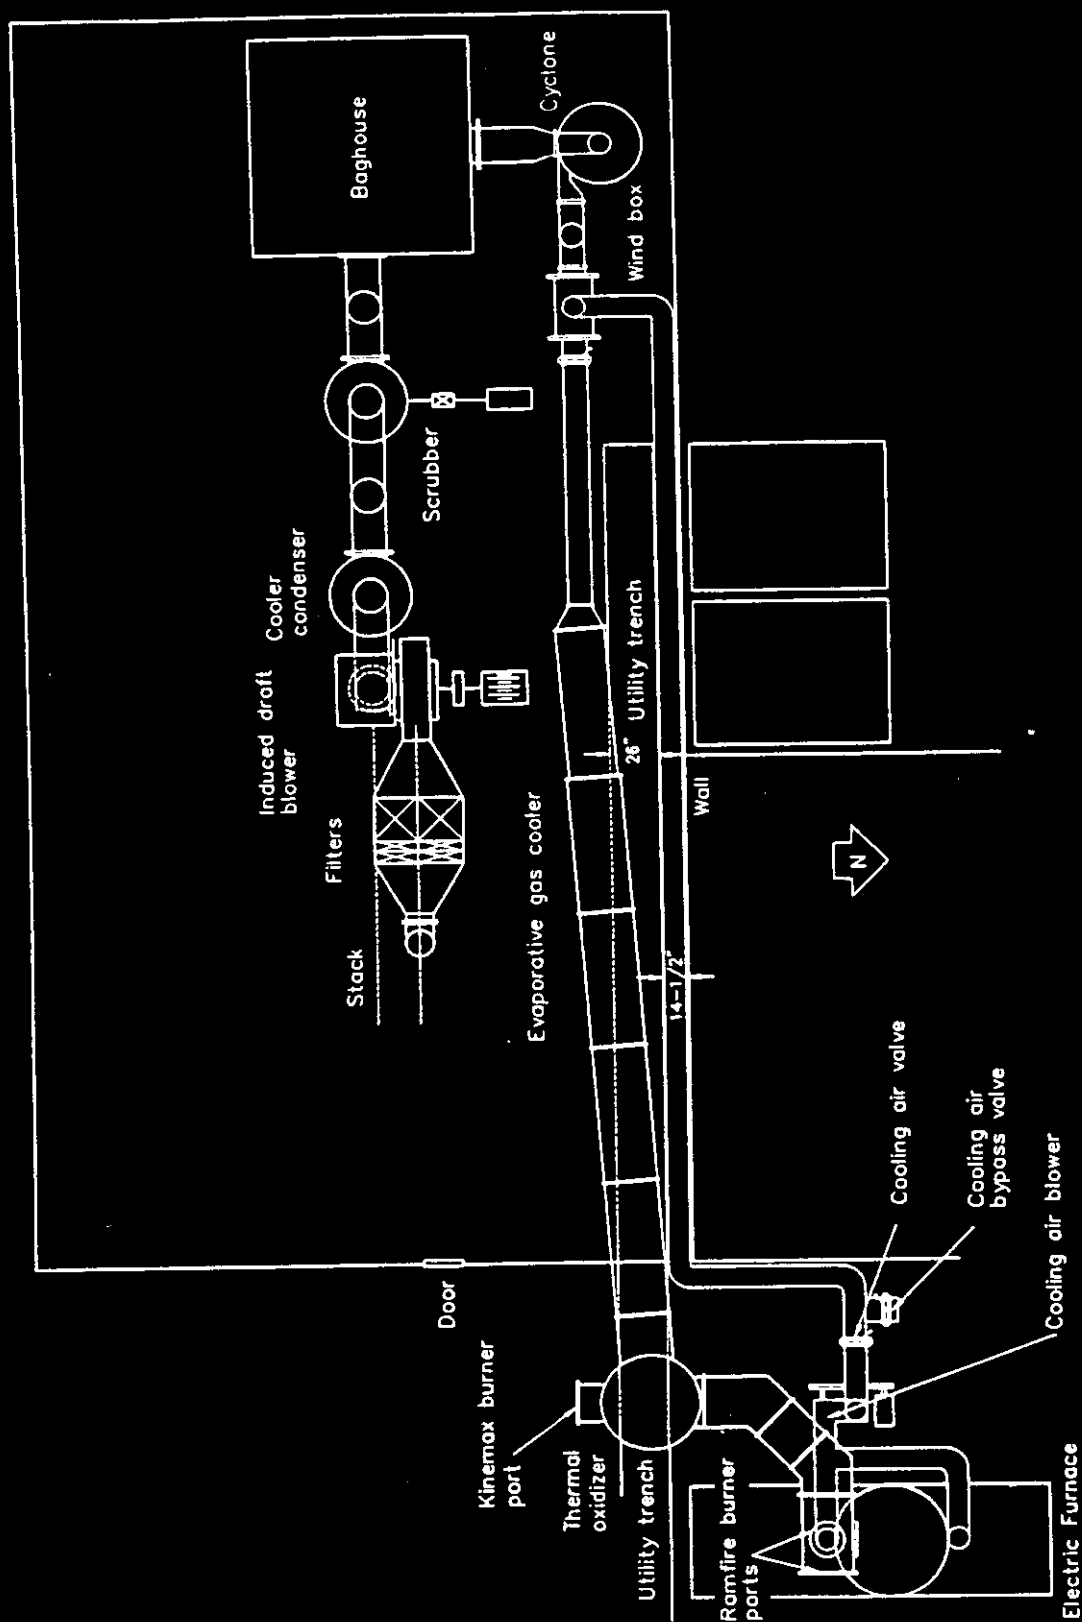 Baghouse
Cyclone
Wind box
Scrubber
Cooler
condenser
Induced draft
blower
Filters
Stack
Evaporative gas cooler
26" Utility trench
Wall
N
14-1/2"
Cooling air valve
Cooling air
bypass valve
Cooling air blower
Door
Kinemax burner
port
Thermal
oxidizer
Utility trench
Ramfire burner
ports
Electric Furnace